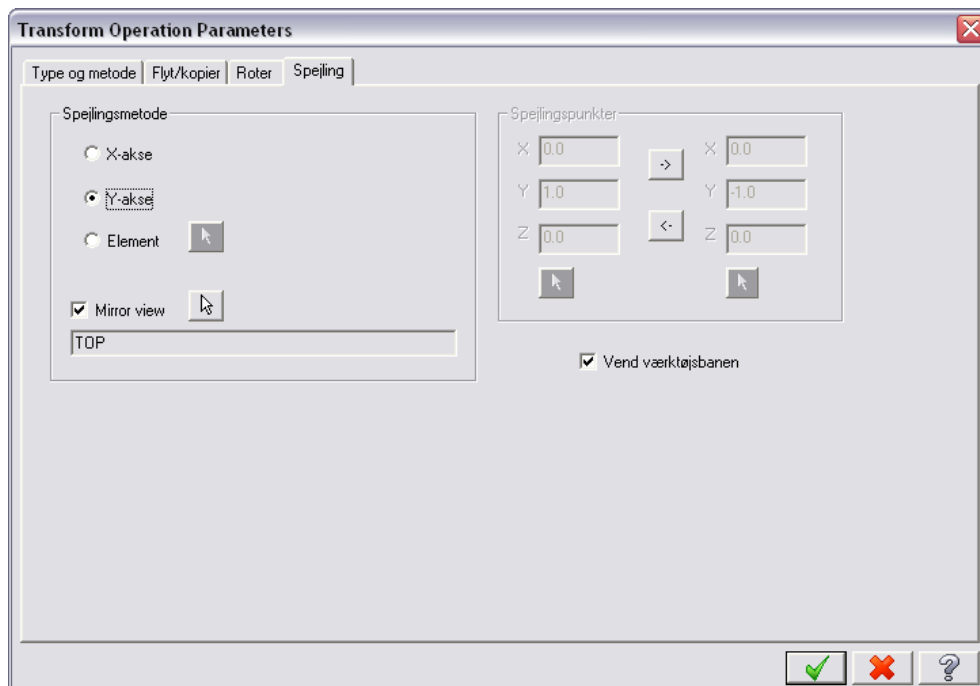 Transform Operation Parameters
Type og metode Flyt/kopier Roter Spejling
Spejlingsmetode
X-akse
Y-akse
Element
Mirror view
TOP
Spejlingspunkter
X 0.0 -> X 0.0
Y 1.0 Y -1.0
Z 0.0 <- Z 0.0
Vend værktøjsbanen